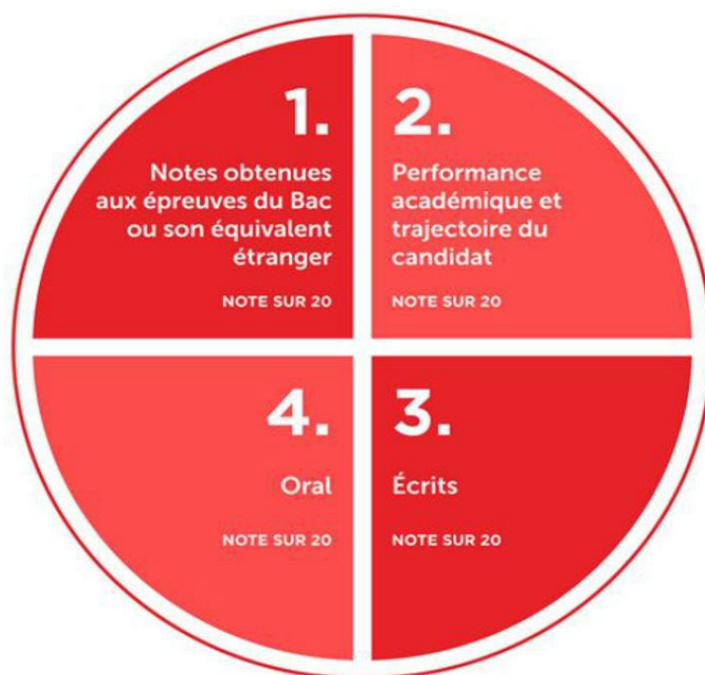 1.
Notes obtenues
aux épreuves du Bac
ou son équivalent
étranger
NOTE SUR 20
2.
Performance
académique et
trajectoire du
candidat
NOTE SUR 20
4.
Oral
NOTE SUR 20
3.
Écrits
NOTE SUR 20